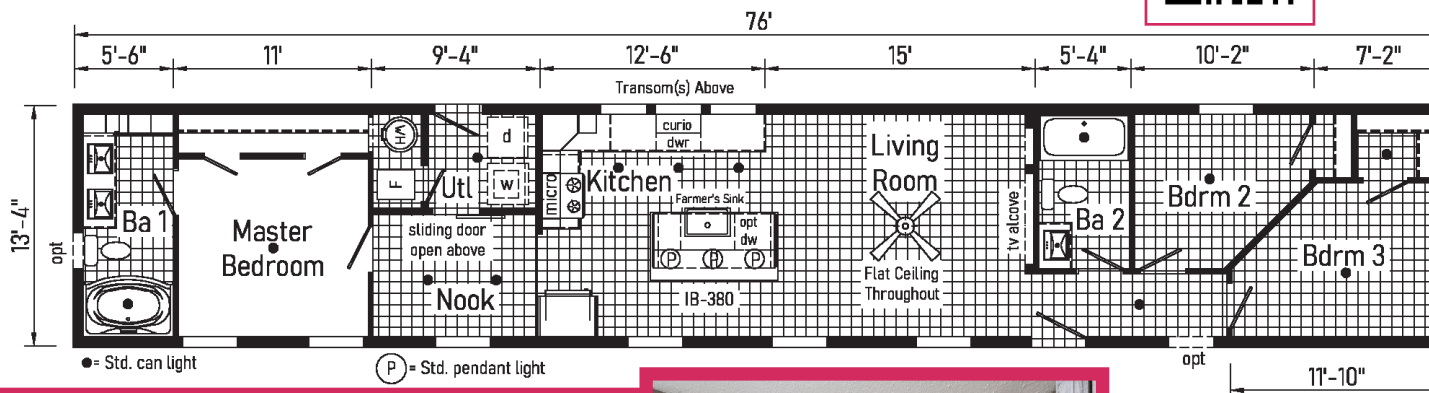 76'
5'-6"
11'
9'-4"
12'-6"
15'
5'-4"
10'-2"
7'-2"
Transom(s) Above
13'-4"
opt
Ba 1
Master
Bedroom
WH
F
Utl
d
w
sliding door
open above
Nook
micro
curio
dwr
Kitchen
Farmer's Sink
opt
dw
P
P
P
IB-380
Living
Room
Flat Ceiling
Throughout
tv alcove
Ba 2
Bdrm 2
Bdrm 3
opt
●= Std. can light
P = Std. pendant light
11'-10"